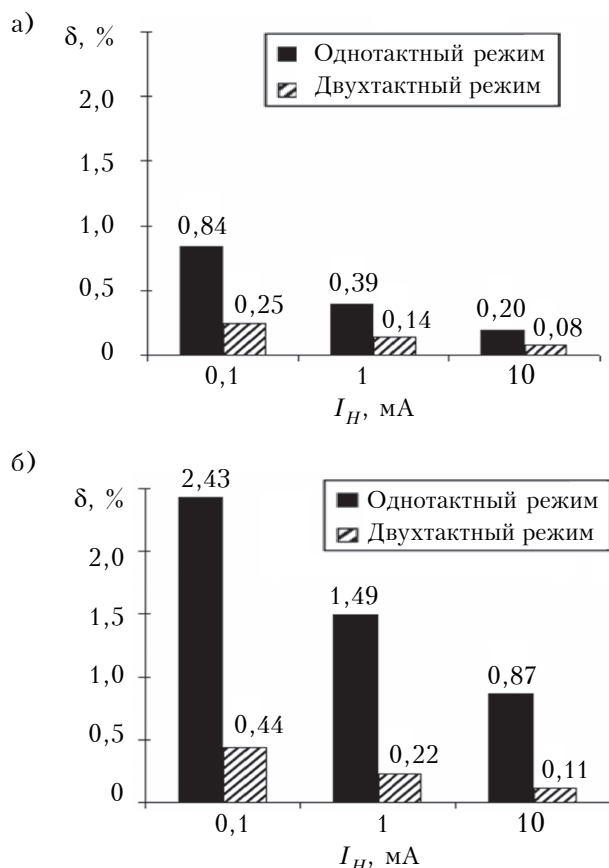 а)
δ, %
Однотактный режим
Двухтактный режим
2,0
1,5
1,0
0,5
0
0,84
0,25
0,39
0,14
0,20
0,08
0,1 1 10
I_H, мА
б)
δ, %
Однотактный режим
Двухтактный режим
2,0
1,5
1,0
0,5
0
2,43
0,44
1,49
0,22
0,87
0,11
0,1 1 10
I_H, мА